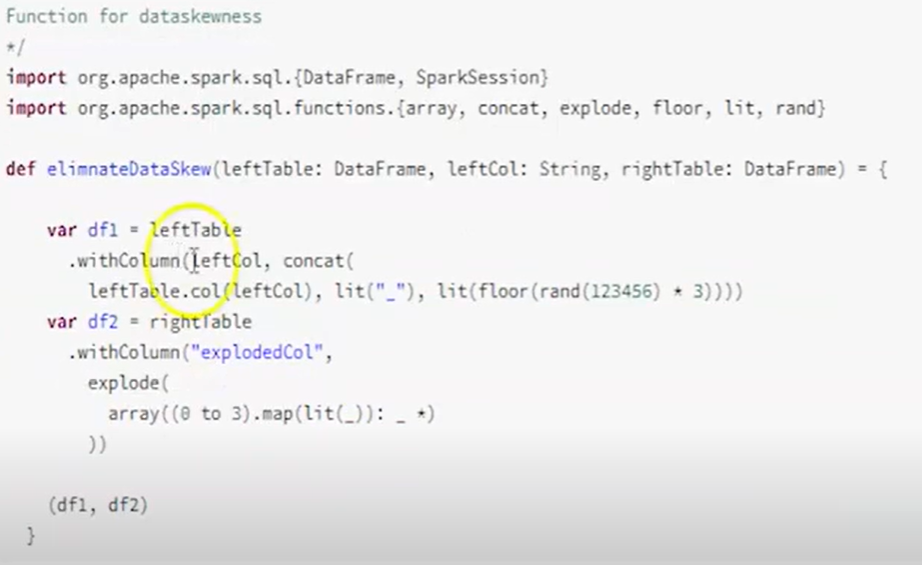 Function for dataskewness
*/
import org.apache.spark.sql.{DataFrame, SparkSession}
import org.apache.spark.sql.functions.{array, concat, explode, floor, lit, rand}
def elimnateDataSkew(leftTable: DataFrame, leftCol: String, rightTable: DataFrame) = {
var df1 = leftTable
.withColumn(leftCol, concat(
leftTable.col(leftCol), lit("_"), lit(floor(rand(123456) * 3))))
var df2 = rightTable
.withColumn("explodedCol",
explode(
array((0 to 3).map(lit(_)): _ *)
))
(df1, df2)
}